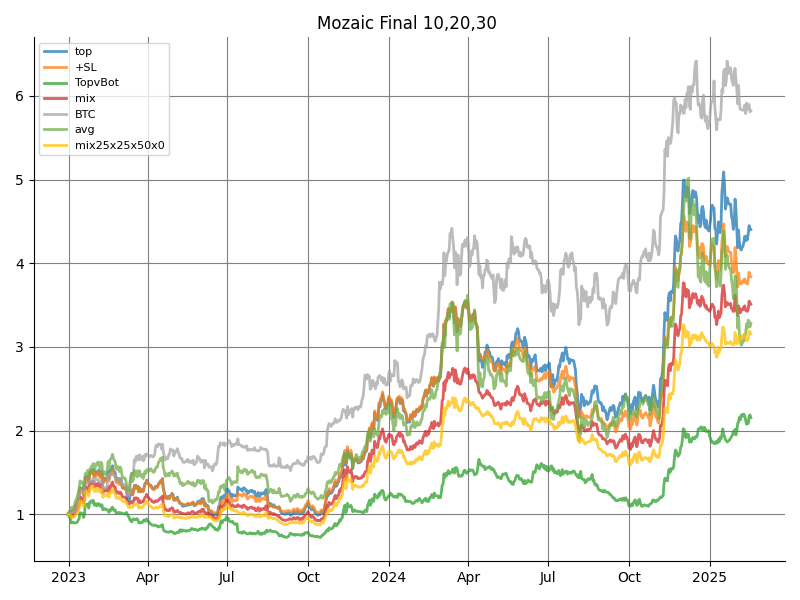 Mozaic Final 10,20,30
top
+SL
TopvBot
mix
BTC
avg
mix25x25x50x0
6
5
4
3
2
1
2023 Apr Jul Oct 2024 Apr Jul Oct 2025